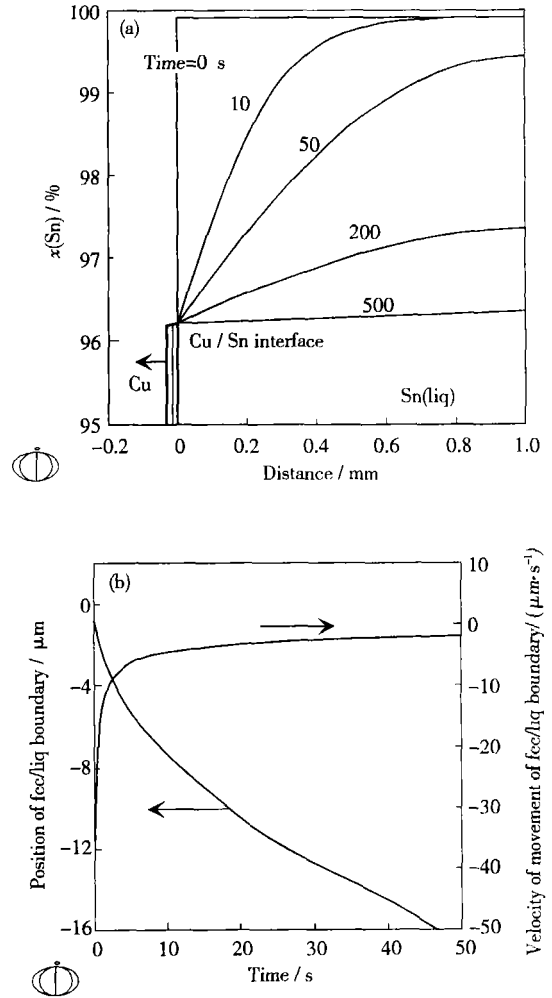 (a)
100
99
98
97
96
95
x(Sn) / %
Time=0 s
10
50
200
500
Cu / Sn interface
Cu
Sn(liq)
−0.2 0 0.2 0.4 0.6 0.8 1.0
Distance / mm
(b)
0
−4
−8
−12
−16
Position of fcc/liq boundary / μm
10
0
−10
−20
−30
−40
−50
Velocity of movement of fcc/liq boundary/ (μm·s⁻¹)
0 10 20 30 40 50
Time / s